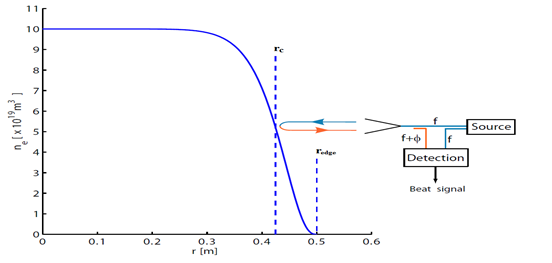 11
10
9
8
7
6
5
4
3
2
1
0
n_e [x10^19 m^3]
0
0.1
0.2
0.3
0.4
0.5
0.6
r [m]
r_c
r_edge
f
Source
f+ϕ
f
Detection
Beat signal